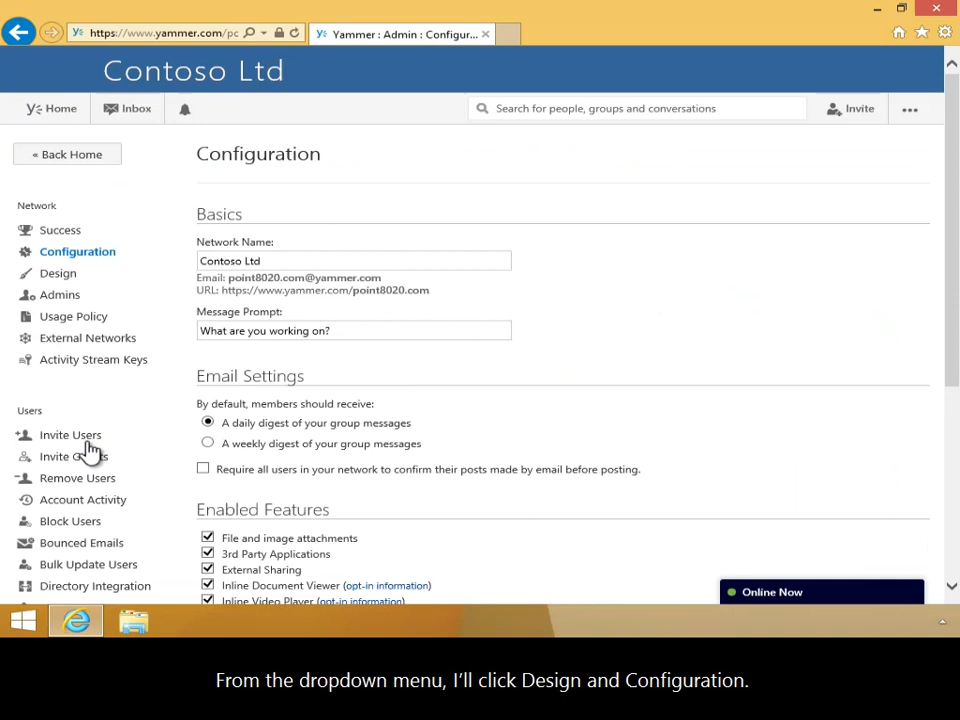 https://www.yammer.com/pc
Yammer : Admin : Configur...
Contoso Ltd
Home
Inbox
Search for people, groups and conversations
Invite
« Back Home
Configuration
Network
Success
Configuration
Design
Admins
Usage Policy
External Networks
Activity Stream Keys
Users
Invite Users
Invite
Remove Users
Account Activity
Block Users
Bounced Emails
Bulk Update Users
Directory Integration
Basics
Network Name:
Contoso Ltd
Email: point8020.com@yammer.com
URL: https://www.yammer.com/point8020.com
Message Prompt:
What are you working on?
Email Settings
By default, members should receive:
A daily digest of your group messages
A weekly digest of your group messages
Require all users in your network to confirm their posts made by email before posting.
Enabled Features
File and image attachments
3rd Party Applications
External Sharing
Inline Document Viewer (opt-in information)
Inline Video Player (opt-in information)
Online Now
From the dropdown menu, I’ll click Design and Configuration.